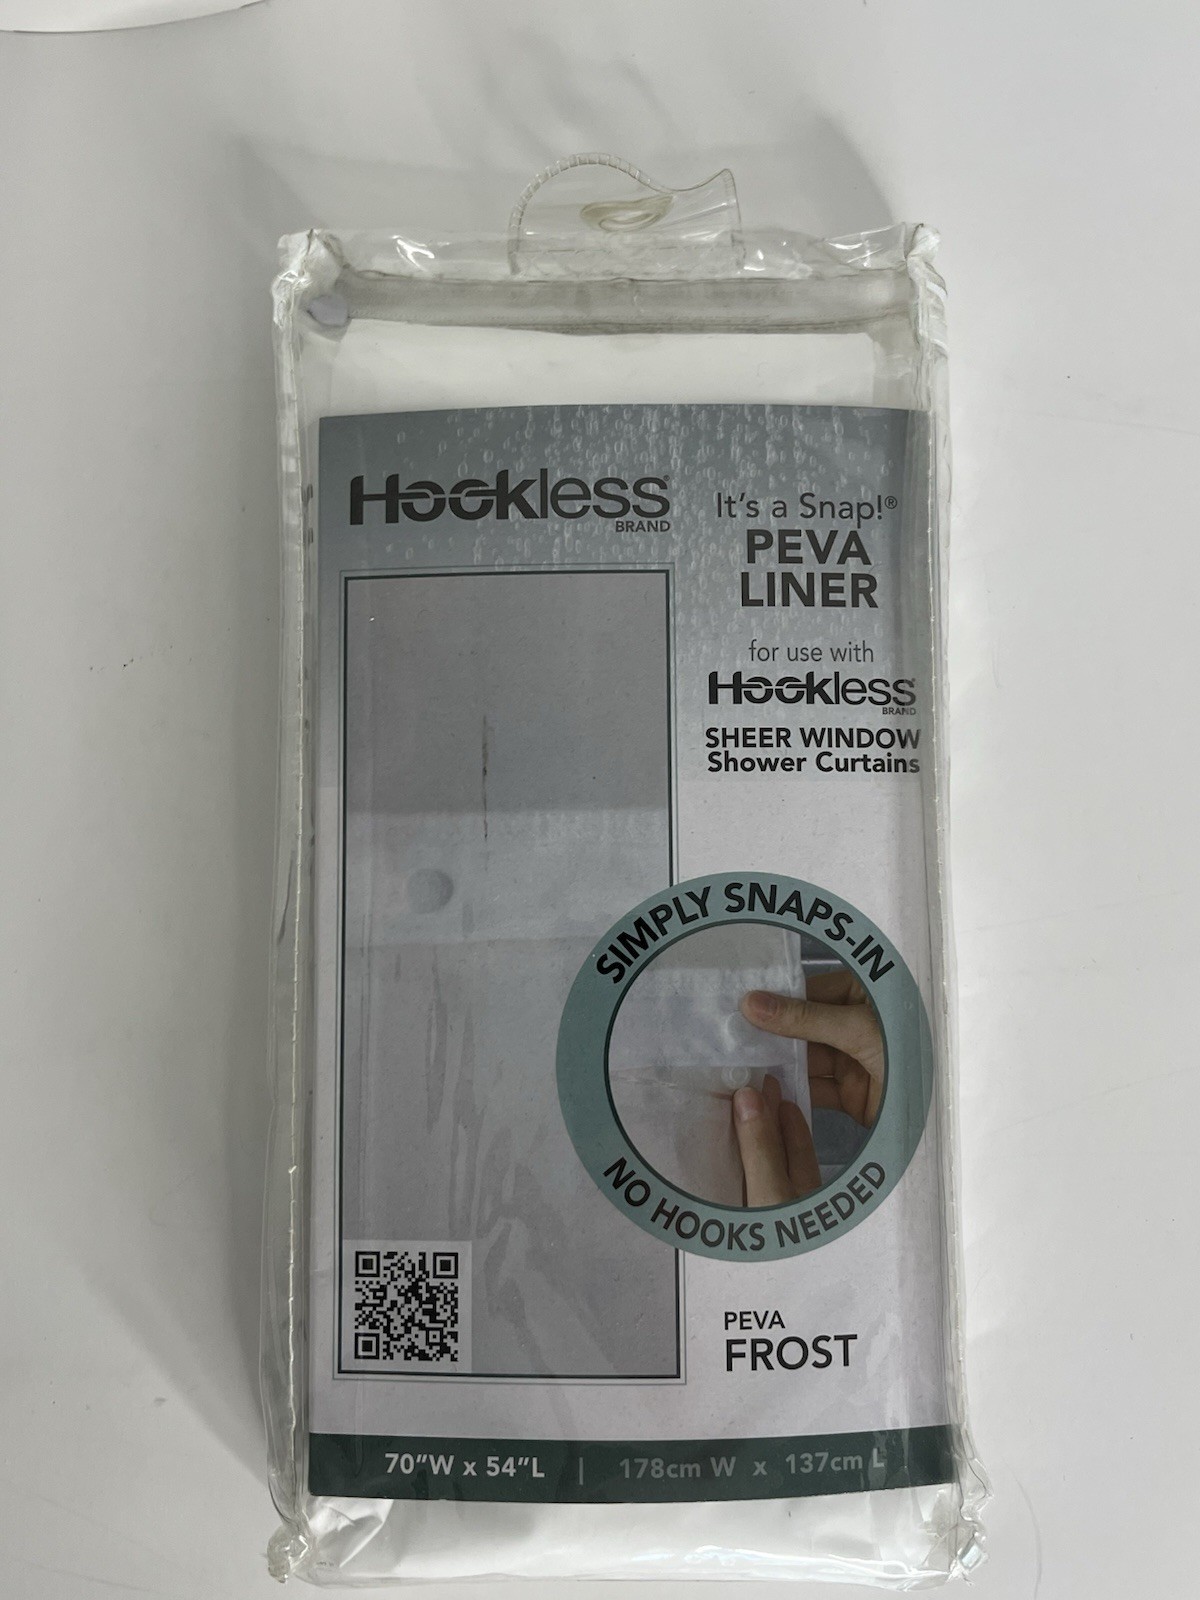 Hookless®
BRAND
It's a Snap!®
PEVA
LINER
for use with
Hookless®
BRAND
SHEER WINDOW
Shower Curtains
SIMPLY SNAPS-IN
NO HOOKS NEEDED
PEVA
FROST
70"W x 54"L | 178cm W x 137cm L